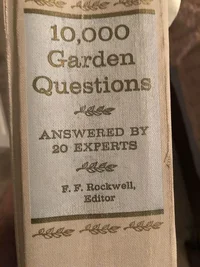 10,000
Garden
Questions
ANSWERED BY
20 EXPERTS
F. F. Rockwell,
Editor